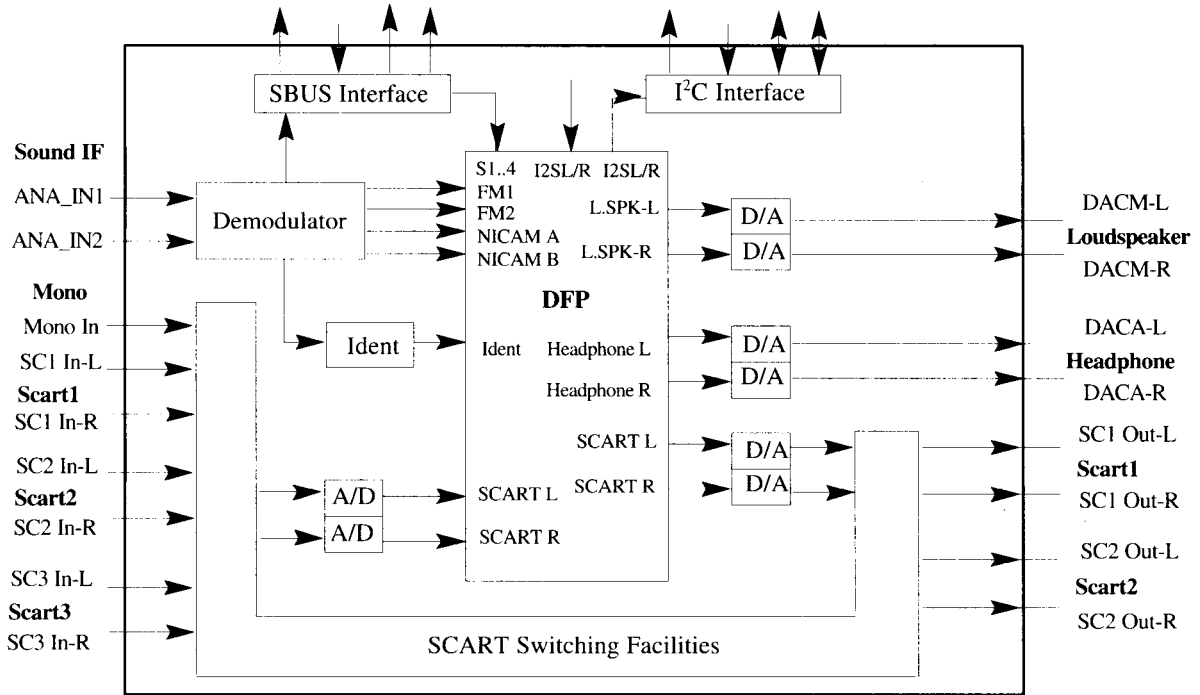 SBUS Interface
I²C Interface
Sound IF
ANA_IN1
ANA_IN2
Demodulator
S1..4
I2SL/R
I2SL/R
FM1
FM2
NICAM A
NICAM B
L.SPK-L
L.SPK-R
D/A
D/A
DACM-L
Loudspeaker
DACM-R
DFP
Mono
Mono In
SC1 In-L
Scart1
SC1 In-R
SC2 In-L
Scart2
SC2 In-R
SC3 In-L
Scart3
SC3 In-R
Ident
Ident
Headphone L
Headphone R
D/A
D/A
DACA-L
Headphone
DACA-R
SCART L
SCART R
D/A
D/A
A/D
A/D
SCART L
SCART R
SC1 Out-L
Scart1
SC1 Out-R
SC2 Out-L
Scart2
SC2 Out-R
SCART Switching Facilities